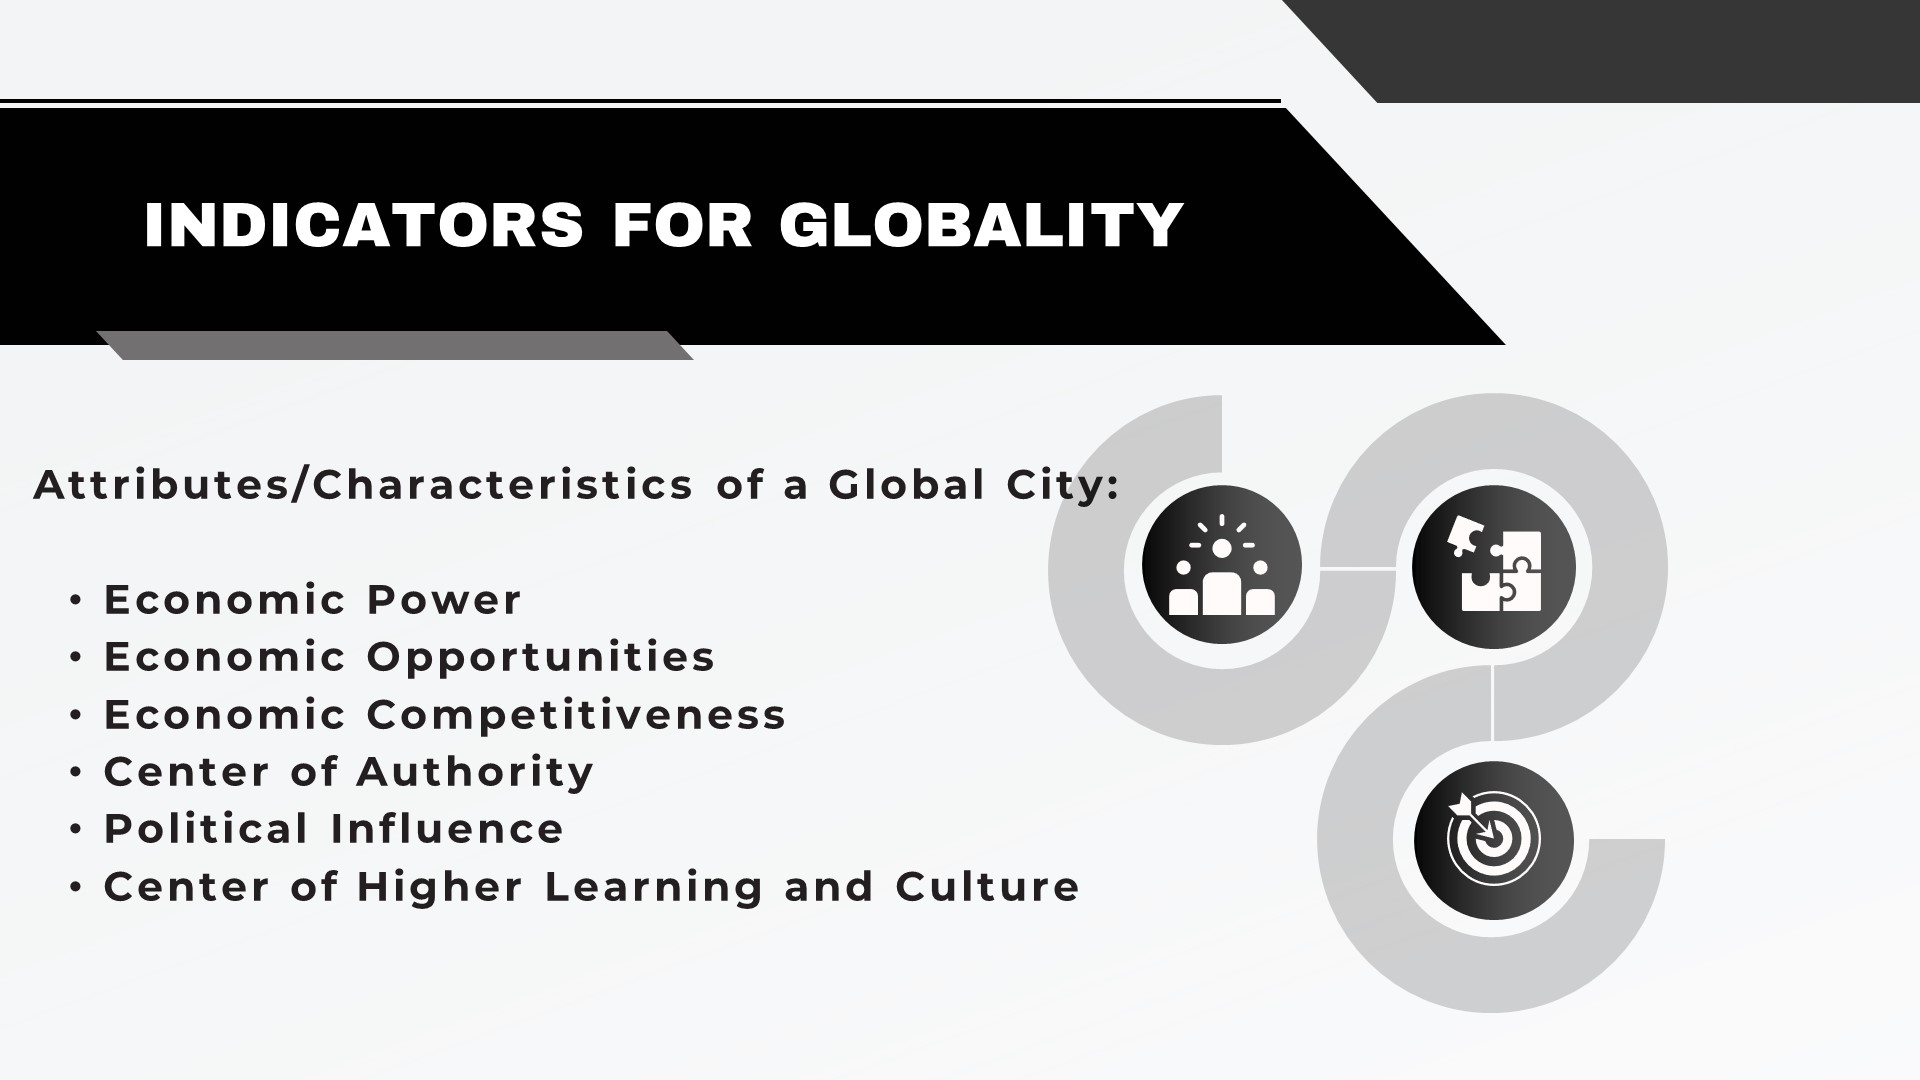 INDICATORS FOR GLOBALITY
Attributes/Characteristics of a Global City:
• Economic Power
• Economic Opportunities
• Economic Competitiveness
• Center of Authority
• Political Influence
• Center of Higher Learning and Culture